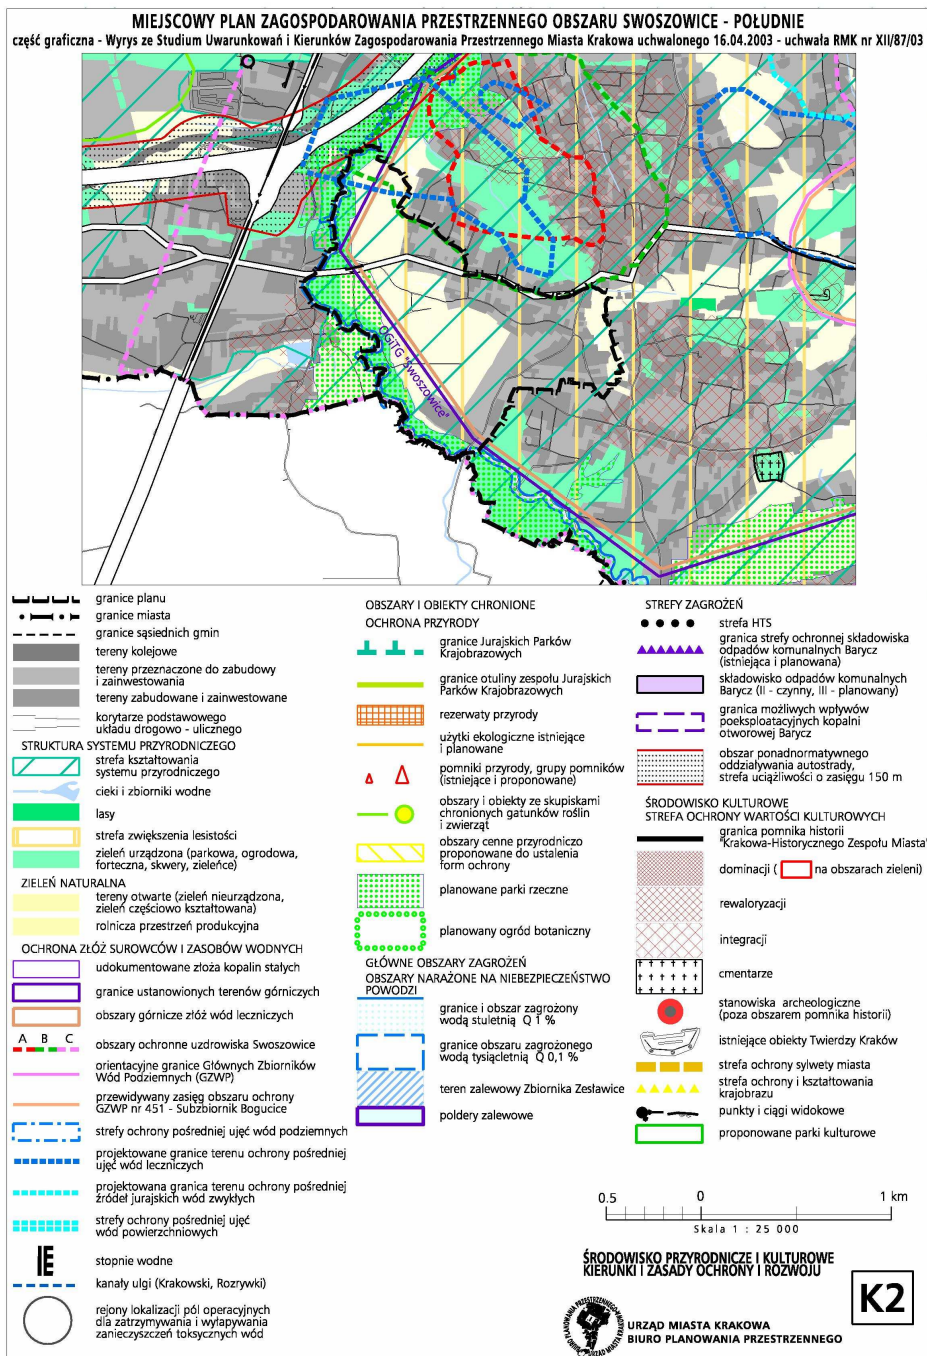 MIEJSCOWY PLAN ZAGOSPODAROWANIA PRZESTRZENNEGO OBSZARU SWOSZOWICE - POŁUDNIE
część graficzna - Wyrys ze Studium Uwarunkowań i Kierunków Zagospodarowania Przestrzennego Miasta Krakowa uchwalonego 16.04.2003 - uchwała RMK nr XII/87/03
OGiTG "Swoszowice"
granice planu
granice miasta
granice sąsiednich gmin
tereny kolejowe
tereny przeznaczone do zabudowy
i zainwestowania
tereny zabudowane i zainwestowane
korytarze podstawowego
układu drogowo - ulicznego
STRUKTURA SYSTEMU PRZYRODNICZEGO
strefa kształtowania
systemu przyrodniczego
cieki i zbiorniki wodne
lasy
strefa zwiększenia lesistości
zieleń urządzona (parkowa, ogrodowa,
forteczna, skwery, zieleńce)
ZIELEŃ NATURALNA
tereny otwarte (zieleń nieurządzona,
zieleń częściowo kształtowana)
rolnicza przestrzeń produkcyjna
OCHRONA ZŁÓŻ SUROWCÓW I ZASOBÓW WODNYCH
udokumentowane złoża kopalin stałych
granice ustanowionych terenów górniczych
obszary górnicze złóż wód leczniczych
A B C
obszary ochronne uzdrowiska Swoszowice
orientacyjne granice Głównych Zbiorników
Wód Podziemnych (GZWP)
przewidywany zasięg obszaru ochrony
GZWP nr 451 - Subzbiornik Bogucice
strefy ochrony pośredniej ujęć wód podziemnych
projektowane granice terenu ochrony pośredniej
ujęć wód leczniczych
projektowana granica terenu ochrony pośredniej
źródeł jurajskich wód zwykłych
strefy ochrony pośredniej ujęć
wód powierzchniowych
stopnie wodne
kanały ulgi (Krakowski, Rozrywki)
rejony lokalizacji pól operacyjnych
dla zatrzymywania i wyłapywania
zanieczyszczeń toksycznych wód
OBSZARY I OBIEKTY CHRONIONE
OCHRONA PRZYRODY
granice Jurajskich Parków
Krajobrazowych
granice otuliny zespołu Jurajskich
Parków Krajobrazowych
rezerwaty przyrody
użytki ekologiczne istniejące
i planowane
pomniki przyrody, grupy pomników
(istniejące i proponowane)
obszary i obiekty ze skupiskami
chronionych gatunków roślin
i zwierząt
obszary cenne przyrodniczo
proponowane do ustalenia
form ochrony
planowane parki rzeczne
planowany ogród botaniczny
GŁÓWNE OBSZARY ZAGROŻEŃ
OBSZARY NARAŻONE NA NIEBEZPIECZEŃSTWO
POWODZI
granice i obszar zagrożony
wodą stuletnią Q 1 %
granice obszaru zagrożonego
wodą tysiącletnią Q 0,1 %
teren zalewowy Zbiornika Zesławice
poldery zalewowe
STREFY ZAGROŻEŃ
strefa HTS
granica strefy ochronnej składowiska
odpadów komunalnych Barycz
(istniejąca i planowana)
składowisko odpadów komunalnych
Barycz (II - czynny, III - planowany)
granica możliwych wpływów
poeksploatacyjnych kopalni
otworowej Barycz
obszar ponadnormatywnego
oddziaływania autostrady,
strefa uciążliwości o zasięgu 150 m
ŚRODOWISKO KULTUROWE
STREFA OCHRONY WARTOŚCI KULTUROWYCH
granica pomnika historii
"Krakowa-Historycznego Zespołu Miasta"
dominacji ( na obszarach zieleni)
rewaloryzacji
integracji
cmentarze
stanowiska archeologiczne
(poza obszarem pomnika historii)
istniejące obiekty Twierdzy Kraków
strefa ochrony sylwety miasta
strefa ochrony i kształtowania
krajobrazu
punkty i ciągi widokowe
proponowane parki kulturowe
0.5 0 1 km
Skala 1 : 25 000
ŚRODOWISKO PRZYRODNICZE I KULTUROWE
KIERUNKI I ZASADY OCHRONY I ROZWOJU
K2
URZĄD MIASTA KRAKOWA
BIURO PLANOWANIA PRZESTRZENNEGO